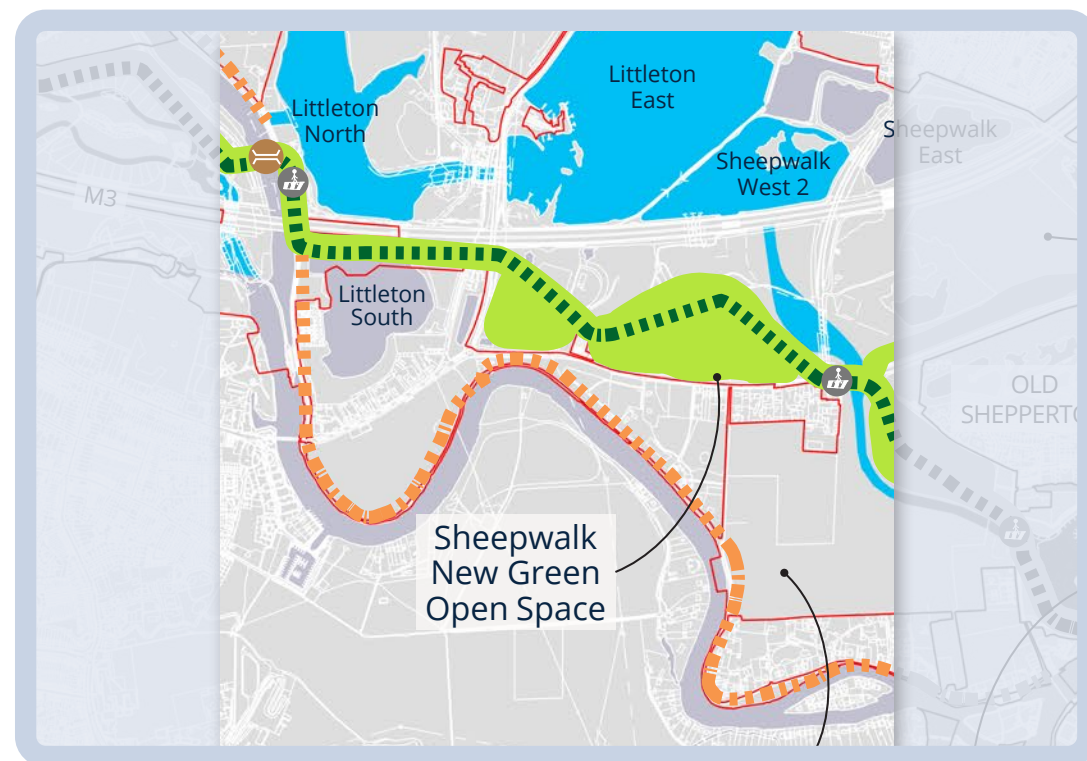 Littleton
North
Littleton
East
Sheepwalk
East
Sheepwalk
West 2
M3
Littleton
South
OLD
SHEPPERTO
Sheepwalk
New Green
Open Space